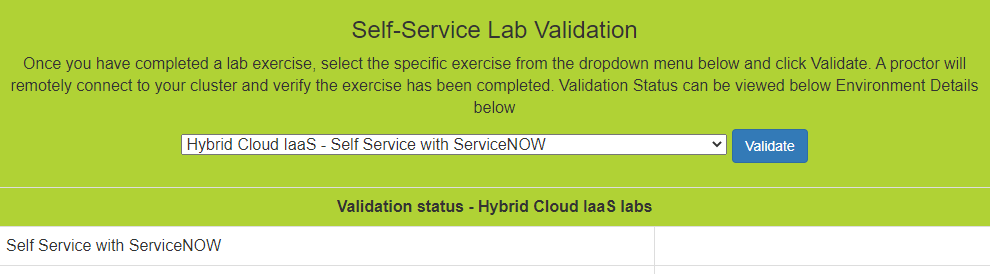 Self-Service Lab Validation
Once you have completed a lab exercise, select the specific exercise from the dropdown menu below and click Validate. A proctor will
remotely connect to your cluster and verify the exercise has been completed. Validation Status can be viewed below Environment Details
below
Hybrid Cloud IaaS - Self Service with ServiceNOW
Validate
Validation status - Hybrid Cloud IaaS labs
Self Service with ServiceNOW